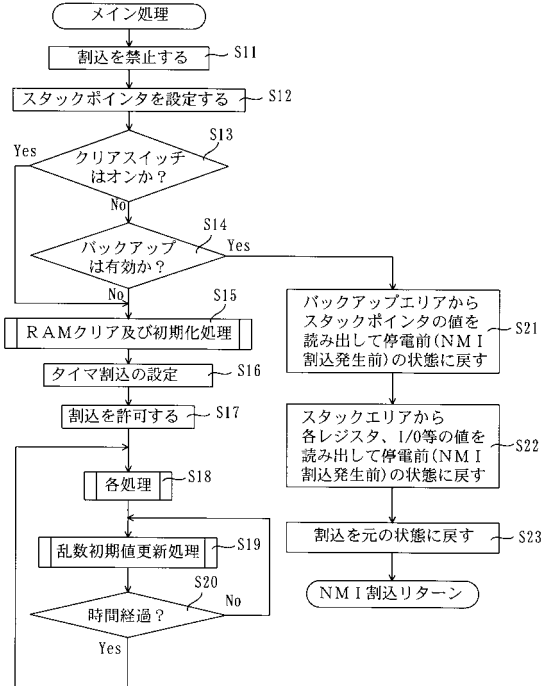 メイン処理
割込を禁止する
S11
スタックポインタを設定する
S12
クリアスイッチ
はオンか?
S13
Yes
No
バックアップ
は有効か?
S14
Yes
No
RAMクリア及び初期化処理
S15
タイマ割込の設定
S16
割込を許可する
S17
各処理
S18
乱数初期値更新処理
S19
時間経過?
S20
No
Yes
バックアップエリアから
スタックポインタの値を
読み出して停電前(NMI
割込発生前)の状態に戻す
S21
スタックエリアから
各レジスタ、I/O等の値を
読み出して停電前(NMI
割込発生前)の状態に戻す
S22
割込を元の状態に戻す
S23
NMI割込リターン